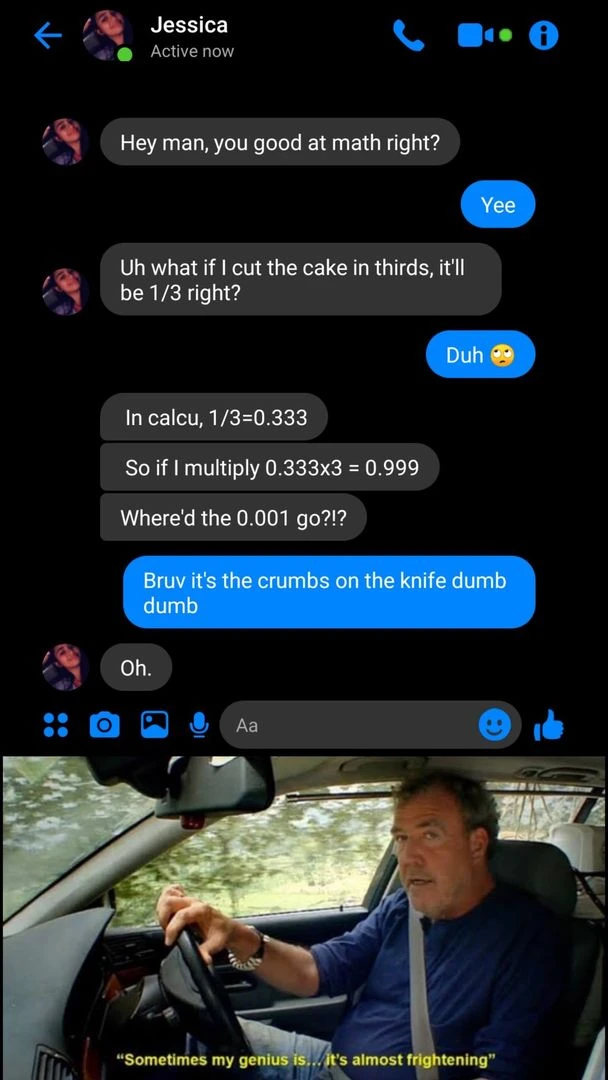 Jessica
Active now
Hey man, you good at math right?
Yee
Uh what if I cut the cake in thirds, it'll
be 1/3 right?
Duh 🙄
In calcu, 1/3=0.333
So if I multiply 0.333x3 = 0.999
Where'd the 0.001 go?!?
Bruv it's the crumbs on the knife dumb
dumb
Oh.
Aa
“Sometimes my genius is... it's almost frightening”